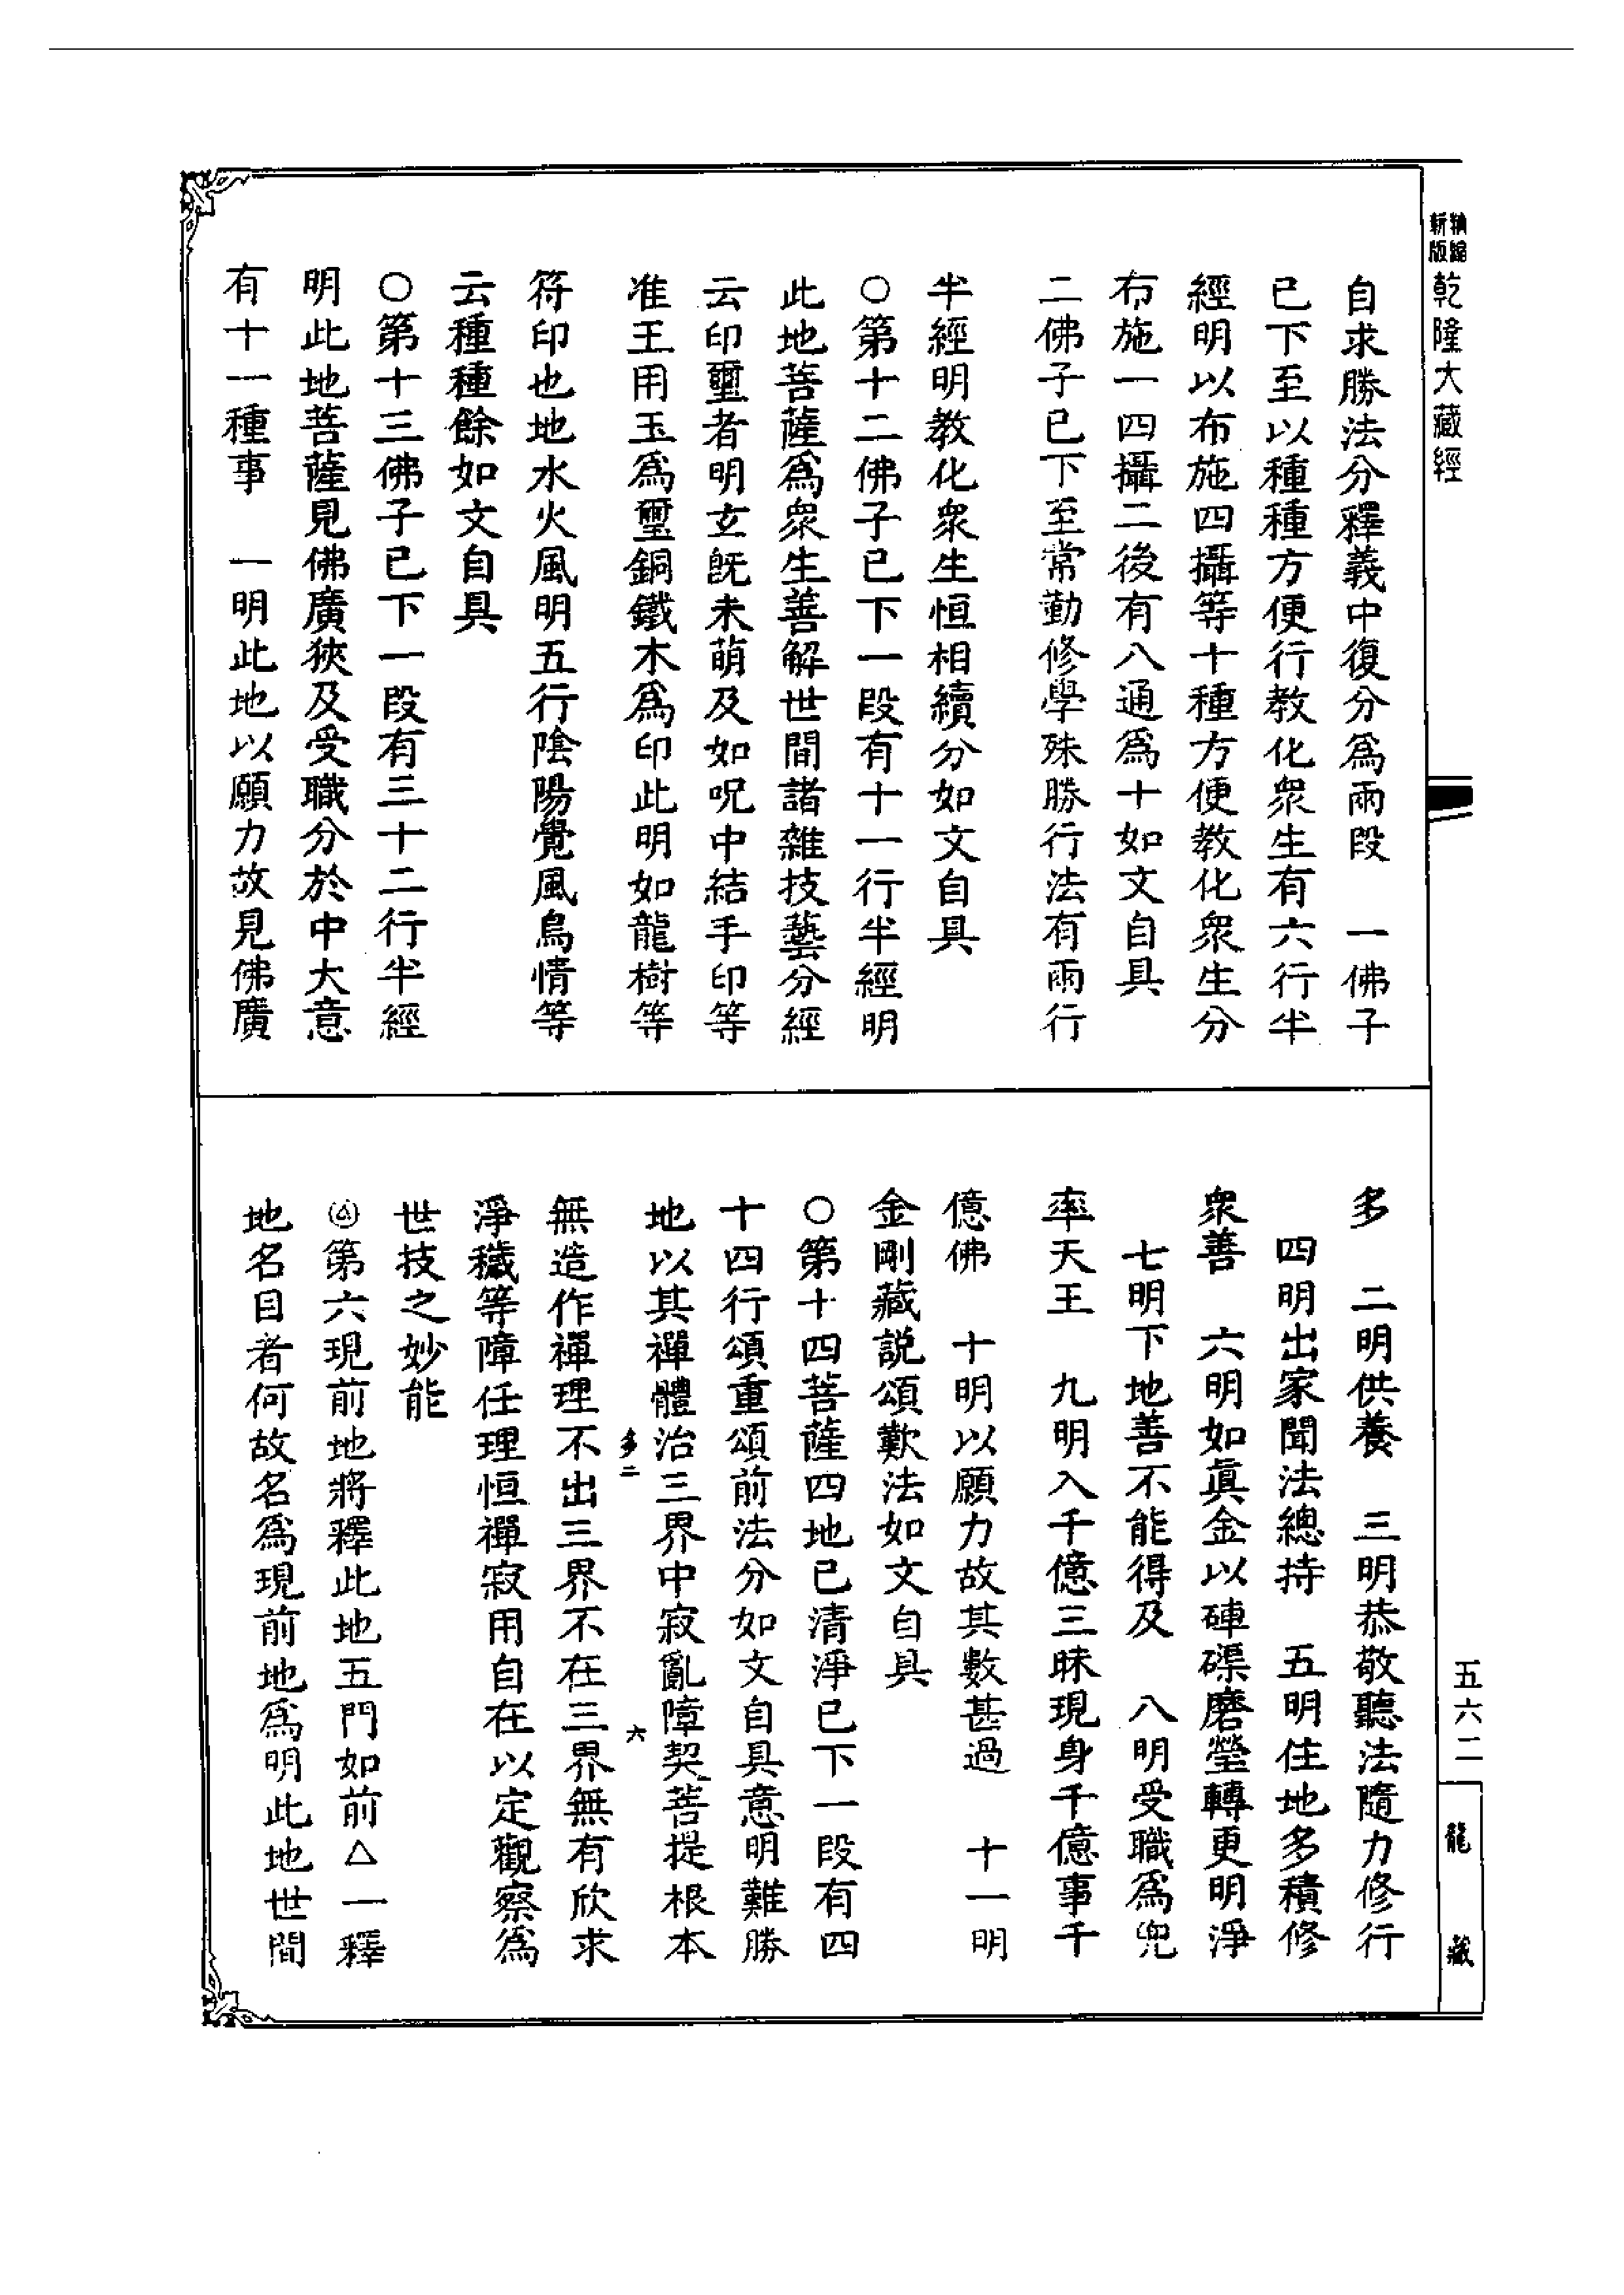 精縮新版
乾隆大藏經
自求勝法分釋義中復分為兩段　一佛子
已下至以種種方便行教化衆生有六行半
經明以布施四攝等十種方便教化衆生分
布施一四攝二後有八通為十如文自具
二佛子已下至常勤修學殊勝行法有兩行
半經明教化衆生恒相續分如文自具
○第十二佛子已下一段有十一行半經明
此地菩薩為衆生善解世間諸雜技藝分經
云印璽者明玄旣未萌及如呪中結手印等
准王用玉為璽銅鐵木為印此明如龍樹等
符印也地水火風明五行陰陽覺風鳥情等
云種種餘如文自具
○第十三佛子已下一段有三十二行半經
明此地菩薩見佛廣狹及受職分於中大意
有十一種事　一明此地以願力故見佛廣
多　二明供養　三明恭敬聽法隨力修行
四明出家聞法總持　五明住地多積修
衆善　六明如眞金以硨磲磨瑩轉更明淨
七明下地善不能得及　八明受職為兜
率天王　九明入千億三昧現身千億事千
億佛　十明以願力故其數甚過　十一明
金剛藏説頌歎法如文自具
○第十四菩薩四地已清淨已下一段有四
十四行頌重頌前法分如文自具意明難勝
地以其禪體治三界中寂亂障契菩提根本
多二
六
無造作禪理不出三界不在三界無有欣求
淨穢等障任理恒禪寂用自在以定觀察為
世技之妙能
㊂第六現前地將釋此地五門如前△一釋
地名目者何故名為現前地為明此地世間
五六二
龍藏